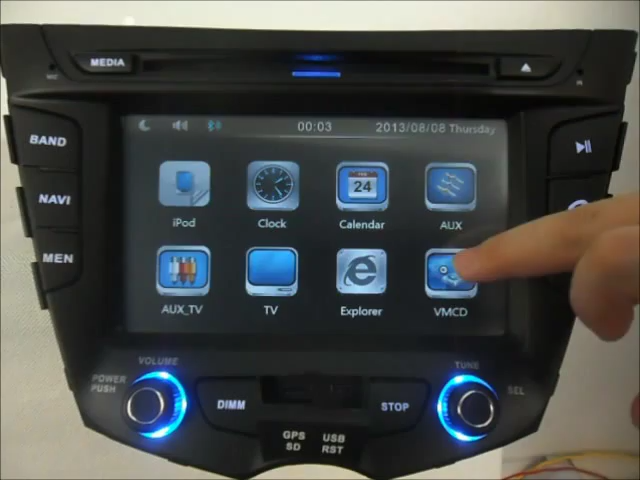 MEDIA
MIC
00:03 2013/08/08 Thursday
BAND
NAVI
MEN
iPod Clock Calendar AUX
24
AUX_TV TV Explorer VMCD
VOLUME
POWER
PUSH
TUNE
SEL
DIMM
STOP
GPS USB
SD RST